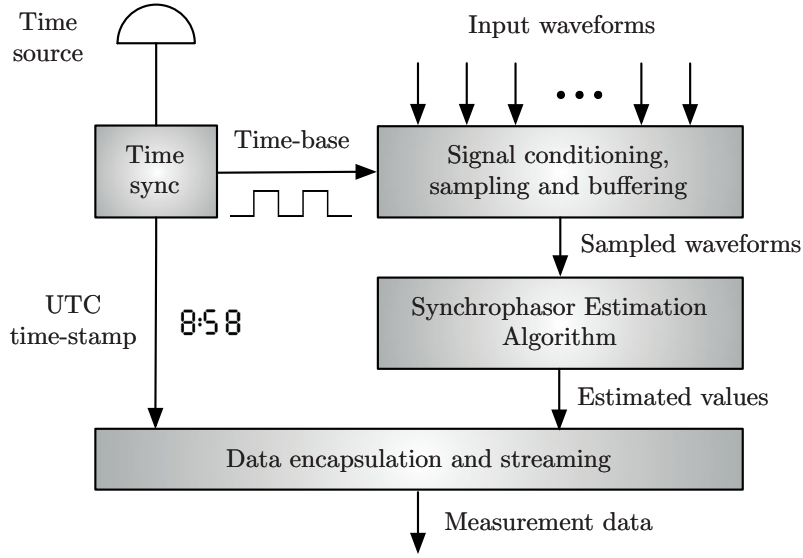 Time
source
Input waveforms
Time-base
Time
sync
Signal conditioning,
sampling and buffering
Sampled waveforms
UTC
time-stamp
8:58
Synchrophasor Estimation
Algorithm
Estimated values
Data encapsulation and streaming
Measurement data